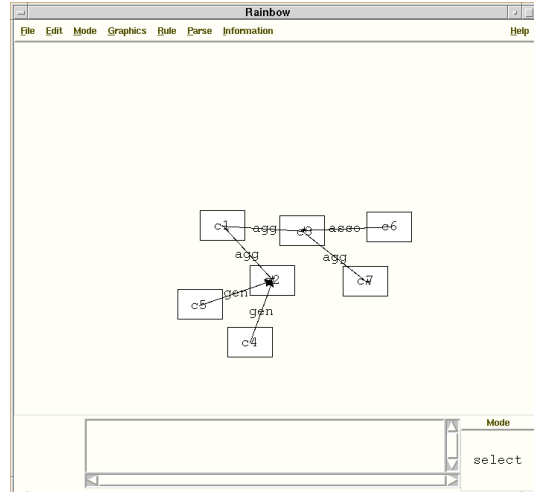 Rainbow
File Edit Mode Graphics Rule Parse Information Help
c1 agg c3 asso c6
agg agg
c2 c7
c5 gen
gen
c4
Mode
select